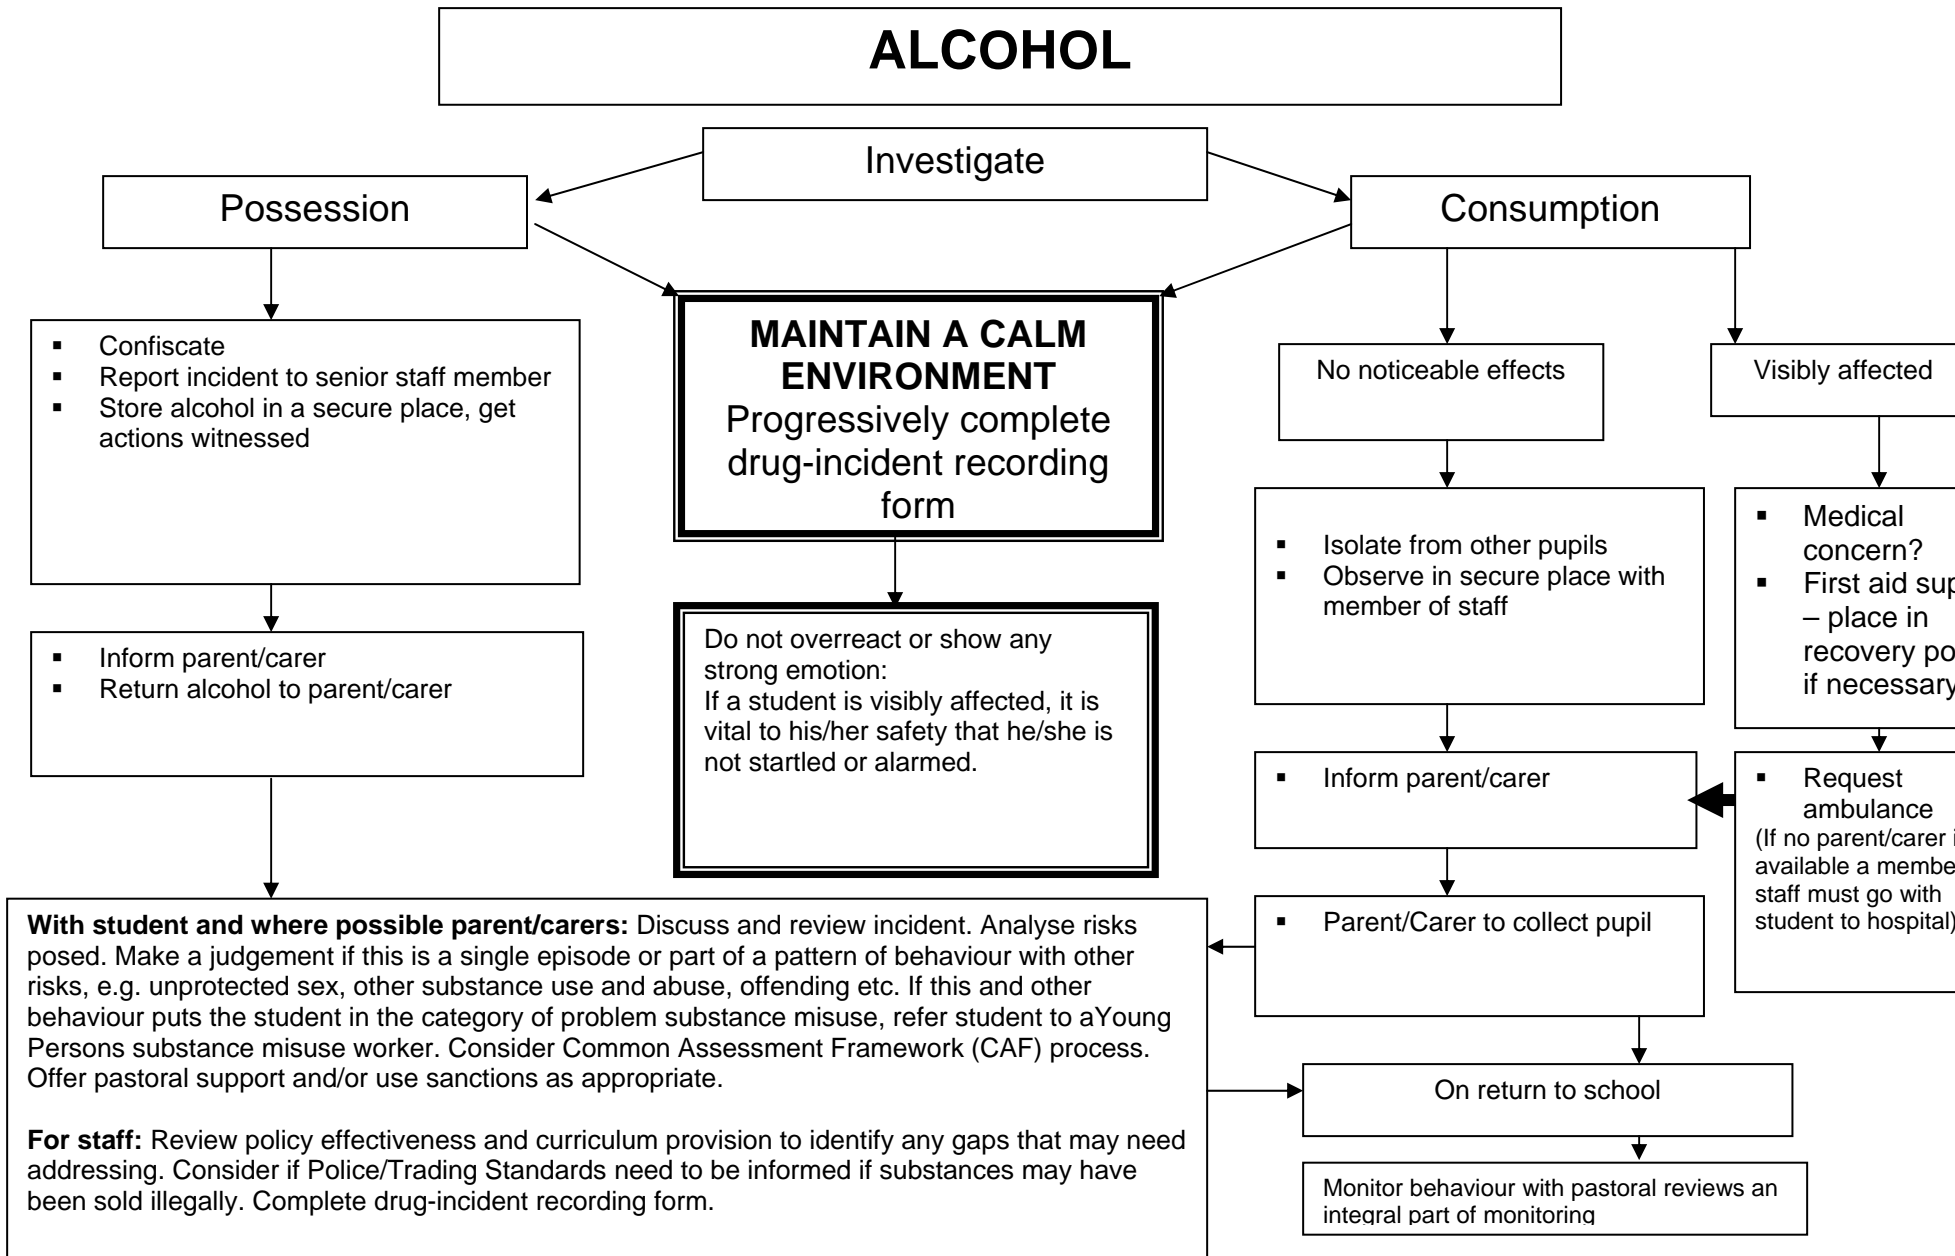 ALCOHOL
Investigate
Possession
Consumption
▪ Confiscate
▪ Report incident to senior staff member
▪ Store alcohol in a secure place, get
actions witnessed
MAINTAIN A CALM
ENVIRONMENT
Progressively complete
drug-incident recording
form
No noticeable effects
Visibly affected
▪ Isolate from other pupils
▪ Observe in secure place with
member of staff
▪ Medical
concern?
▪ First aid
– place in
recovery
if necessary
▪ Inform parent/carer
▪ Return alcohol to parent/carer
Do not overreact or show any
strong emotion:
If a student is visibly affected, it is
vital to his/her safety that he/she is
not startled or alarmed.
▪ Inform parent/carer
▪ Request
ambulance
(If no parent/carer
available a
staff must go with
student to hospital)
▪ Parent/Carer to collect pupil
With student and where possible parent/carers: Discuss and review incident. Analyse risks
posed. Make a judgement if this is a single episode or part of a pattern of behaviour with other
risks, e.g. unprotected sex, other substance use and abuse, offending etc. If this and other
behaviour puts the student in the category of problem substance misuse, refer student to aYoung
Persons substance misuse worker. Consider Common Assessment Framework (CAF) process.
Offer pastoral support and/or use sanctions as appropriate.
For staff: Review policy effectiveness and curriculum provision to identify any gaps that may need
addressing. Consider if Police/Trading Standards need to be informed if substances may have
been sold illegally. Complete drug-incident recording form.
On return to school
Monitor behaviour with pastoral reviews an
integral part of monitoring